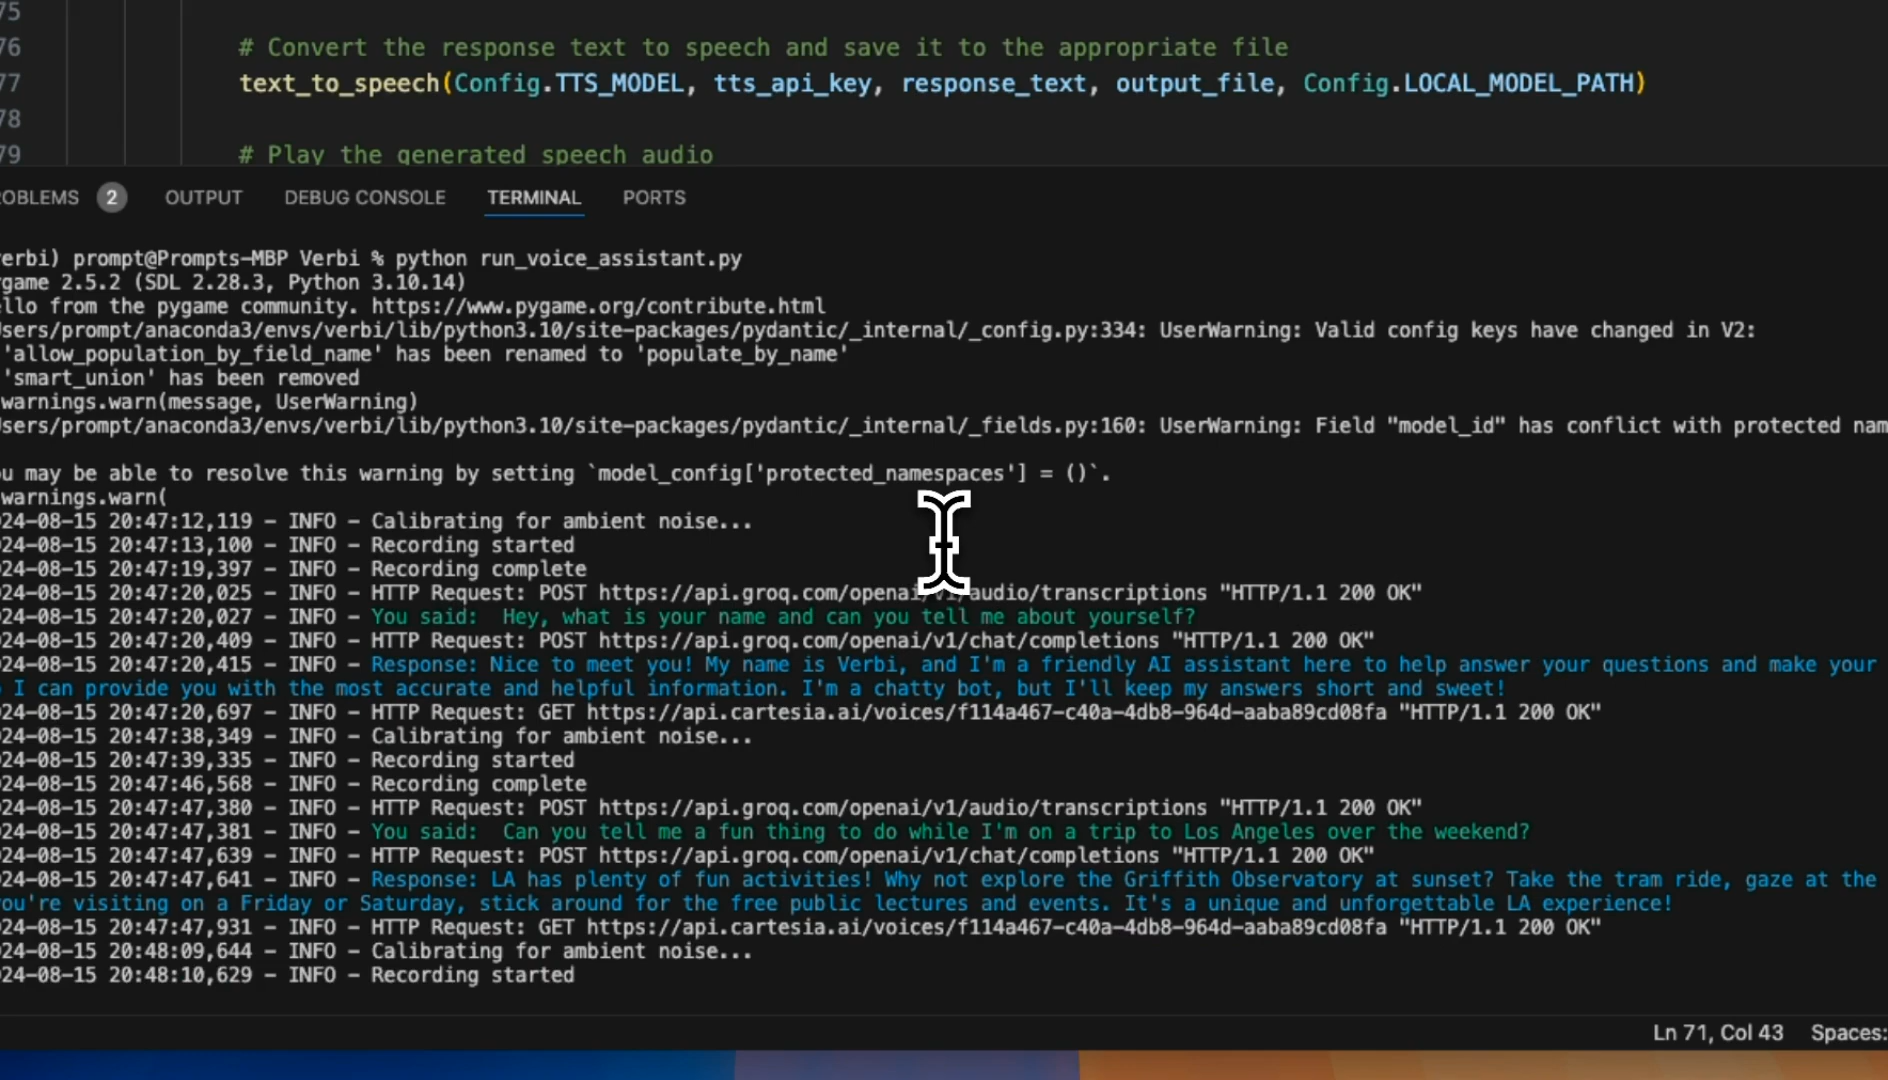 75
76 # Convert the response text to speech and save it to the appropriate file
77 text_to_speech(Config.TTS_MODEL, tts_api_key, response_text, output_file, Config.LOCAL_MODEL_PATH)
78
79 # Play the generated speech audio
OBLEMS 2 OUTPUT DEBUG CONSOLE TERMINAL PORTS
erbi) prompt@Prompts-MBP Verbi % python run_voice_assistant.py
game 2.5.2 (SDL 2.28.3, Python 3.10.14)
llo from the pygame community. https://www.pygame.org/contribute.html
sers/prompt/anaconda3/envs/verbi/lib/python3.10/site-packages/pydantic/_internal/_config.py:334: UserWarning: Valid config keys have changed in V2:
'allow_population_by_field_name' has been renamed to 'populate_by_name'
'smart_union' has been removed
warnings.warn(message, UserWarning)
sers/prompt/anaconda3/envs/verbi/lib/python3.10/site-packages/pydantic/_internal/_fields.py:160: UserWarning: Field "model_id" has conflict with protected nam
u may be able to resolve this warning by setting `model_config['protected_namespaces'] = ()`.
warnings.warn(
24-08-15 20:47:12,119 - INFO - Calibrating for ambient noise...
24-08-15 20:47:13,100 - INFO - Recording started
24-08-15 20:47:19,397 - INFO - Recording complete
24-08-15 20:47:20,025 - INFO - HTTP Request: POST https://api.groq.com/openai/v1/audio/transcriptions "HTTP/1.1 200 OK"
24-08-15 20:47:20,027 - INFO - You said:  Hey, what is your name and can you tell me about yourself?
24-08-15 20:47:20,409 - INFO - HTTP Request: POST https://api.groq.com/openai/v1/chat/completions "HTTP/1.1 200 OK"
24-08-15 20:47:20,415 - INFO - Response: Nice to meet you! My name is Verbi, and I'm a friendly AI assistant here to help answer your questions and make your
I can provide you with the most accurate and helpful information. I'm a chatty bot, but I'll keep my answers short and sweet!
24-08-15 20:47:20,697 - INFO - HTTP Request: GET https://api.cartesia.ai/voices/f114a467-c40a-4db8-964d-aaba89cd08fa "HTTP/1.1 200 OK"
24-08-15 20:47:38,349 - INFO - Calibrating for ambient noise...
24-08-15 20:47:39,335 - INFO - Recording started
24-08-15 20:47:46,568 - INFO - Recording complete
24-08-15 20:47:47,380 - INFO - HTTP Request: POST https://api.groq.com/openai/v1/audio/transcriptions "HTTP/1.1 200 OK"
24-08-15 20:47:47,381 - INFO - You said:  Can you tell me a fun thing to do while I'm on a trip to Los Angeles over the weekend?
24-08-15 20:47:47,639 - INFO - HTTP Request: POST https://api.groq.com/openai/v1/chat/completions "HTTP/1.1 200 OK"
24-08-15 20:47:47,641 - INFO - Response: LA has plenty of fun activities! Why not explore the Griffith Observatory at sunset? Take the tram ride, gaze at the
ou're visiting on a Friday or Saturday, stick around for the free public lectures and events. It's a unique and unforgettable LA experience!
24-08-15 20:47:47,931 - INFO - HTTP Request: GET https://api.cartesia.ai/voices/f114a467-c40a-4db8-964d-aaba89cd08fa "HTTP/1.1 200 OK"
24-08-15 20:48:09,644 - INFO - Calibrating for ambient noise...
24-08-15 20:48:10,629 - INFO - Recording started
Ln 71, Col 43 Spaces: